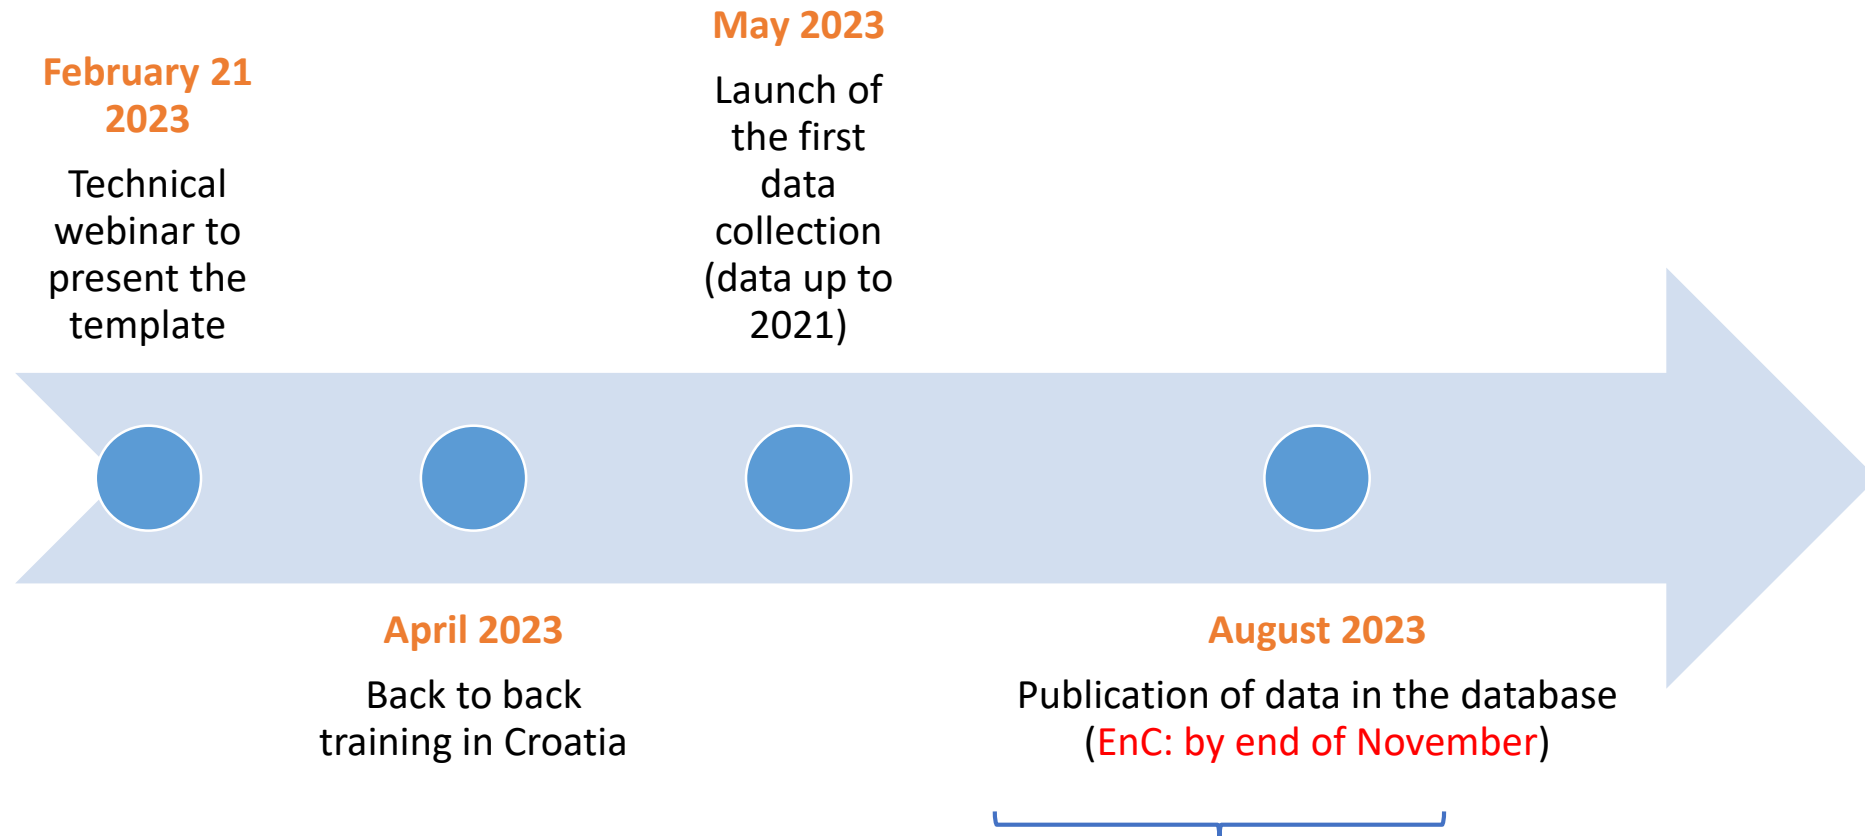 February 21
2023
Technical
webinar to
present the
template
April 2023
Back to back
training in Croatia
May 2023
Launch of
the first
data
collection
(data up to
2021)
August 2023
Publication of data in the database
(EnC: by end of November)